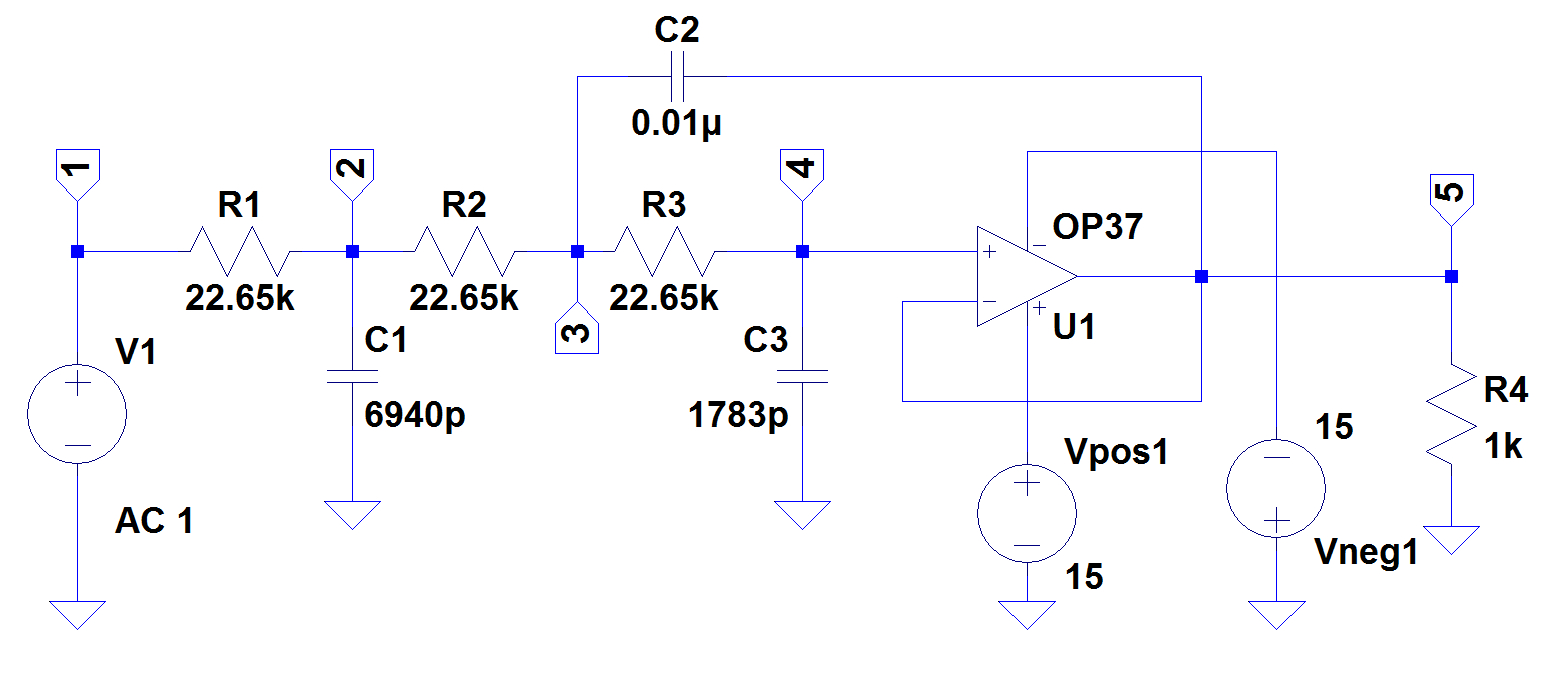 C2
0.01µ
1
2
4
5
R1
R2
R3
22.65k
22.65k
22.65k
3
+
−
−
+
OP37
U1
V1
+
−
AC 1
C1
6940p
C3
1783p
Vpos1
+
−
15
15
−
+
Vneg1
R4
1k